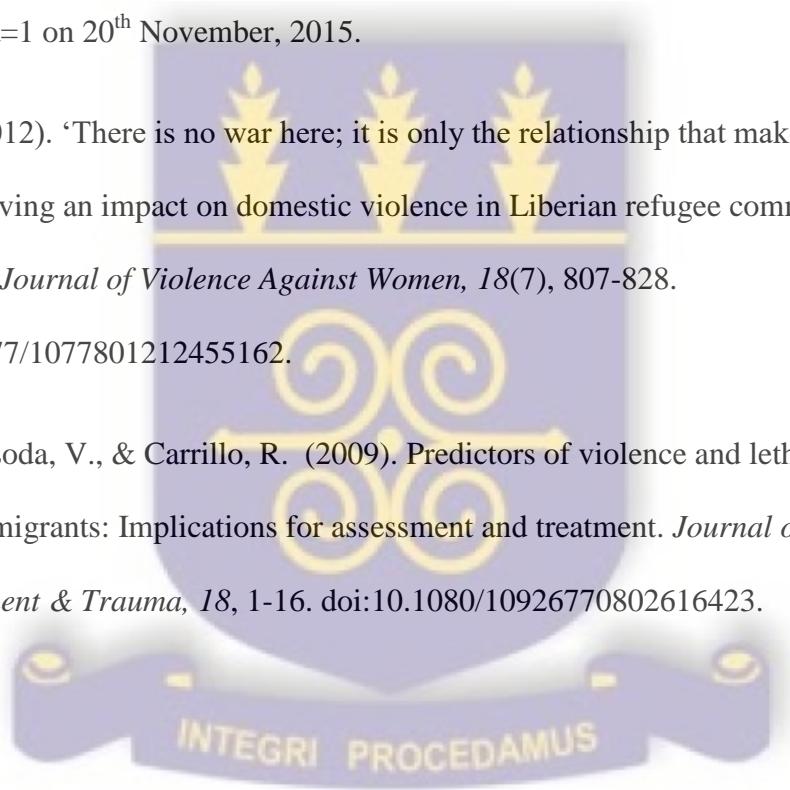 =1 on 20th November, 2015.
012). ‘There is no war here; it is only the relationship that mak
ving an impact on domestic violence in Liberian refugee com
Journal of Violence Against Women, 18(7), 807-828.
77/1077801212455162.
oda, V., & Carrillo, R. (2009). Predictors of violence and leth
migrants: Implications for assessment and treatment. Journal o
ent & Trauma, 18, 1-16. doi:10.1080/10926770802616423.
INTEGRI PROCEDAMUS